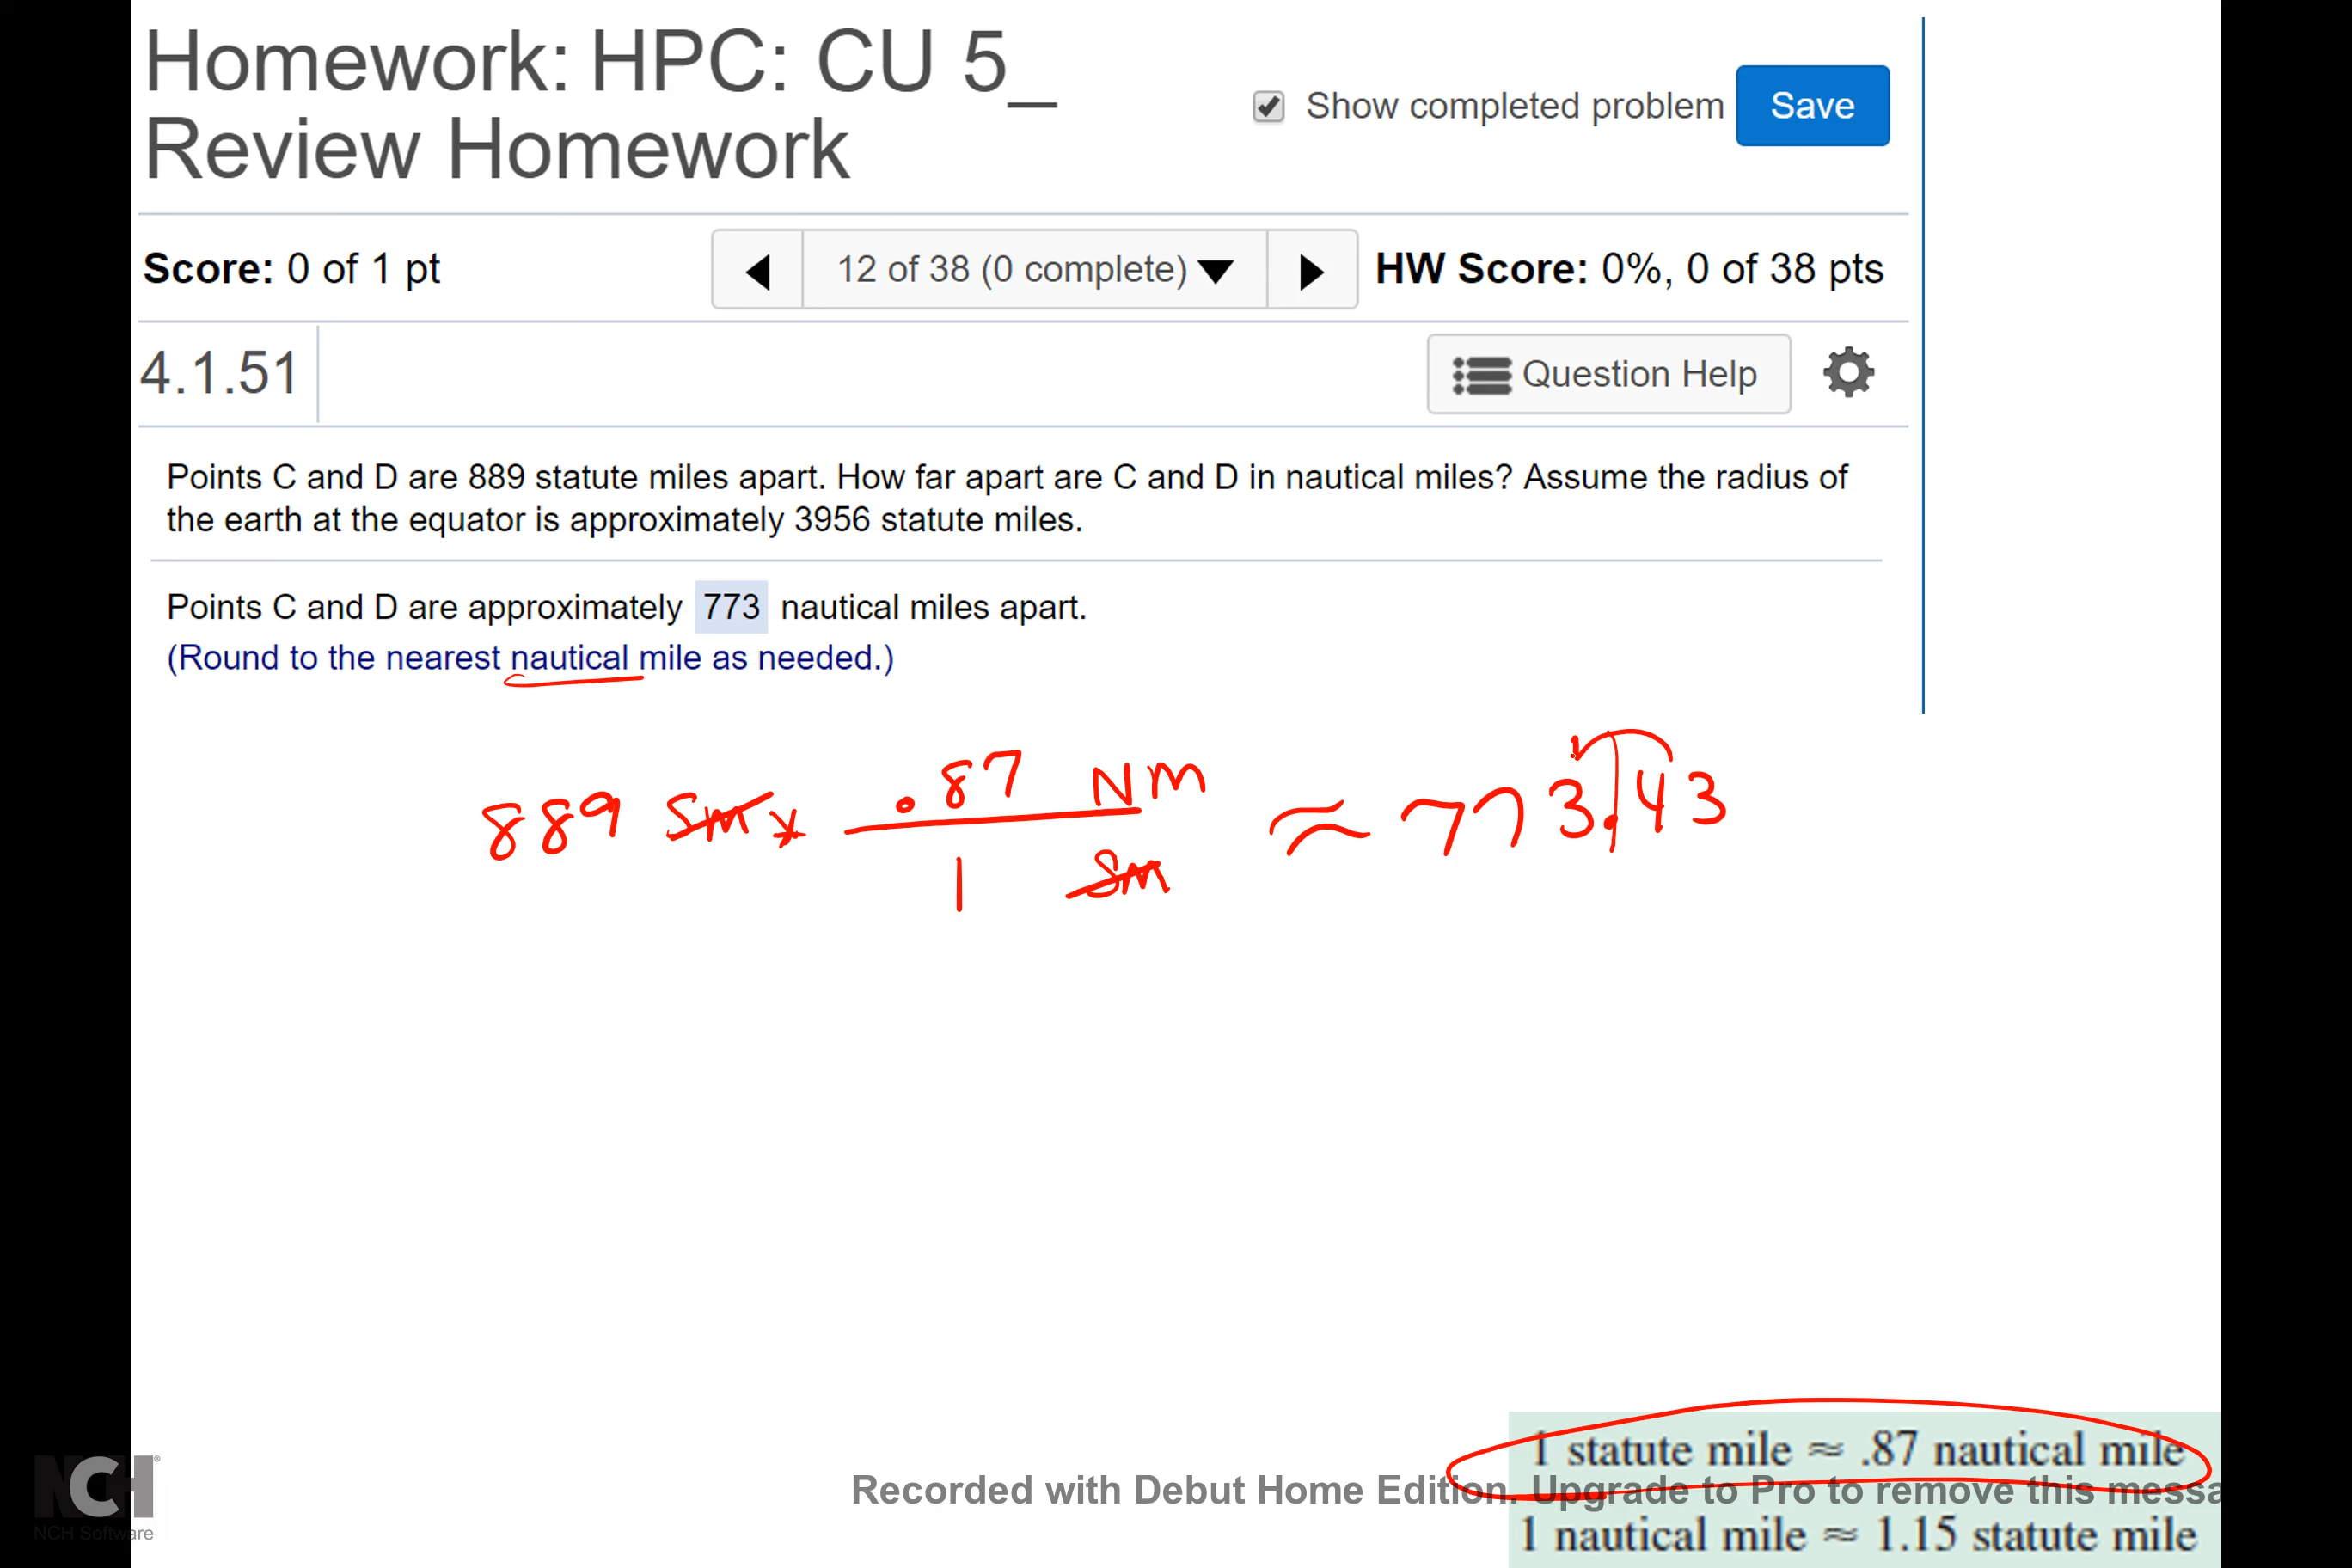 Homework: HPC: CU 5_
Review Homework
Show completed problem
Save
Score: 0 of 1 pt
12 of 38 (0 complete)
HW Score: 0%, 0 of 38 pts
4.1.51
Question Help
Points C and D are 889 statute miles apart. How far apart are C and D in nautical miles? Assume the radius of
the earth at the equator is approximately 3956 statute miles.
Points C and D are approximately 773 nautical miles apart.
(Round to the nearest nautical mile as needed.)
889 SM x .87 NM / 1 SM ≈ 773.43
1 statute mile ≈ .87 nautical mile
Recorded with Debut Home Edition. Upgrade to Pro to remove this messa
1 nautical mile ≈ 1.15 statute mile
NCH®
NCH Software